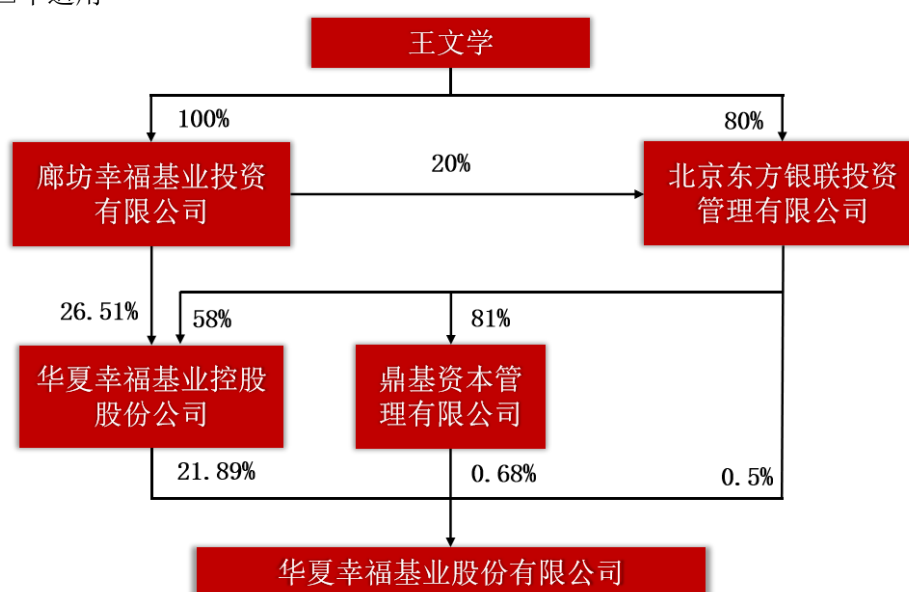 王文学
100%
80%
廊坊幸福基业投资
有限公司
20%
北京东方银联投资
管理有限公司
26.51%
58%
81%
华夏幸福基业控股
股份公司
鼎基资本管
理有限公司
21.89%
0.68%
0.5%
华夏幸福基业股份有限公司